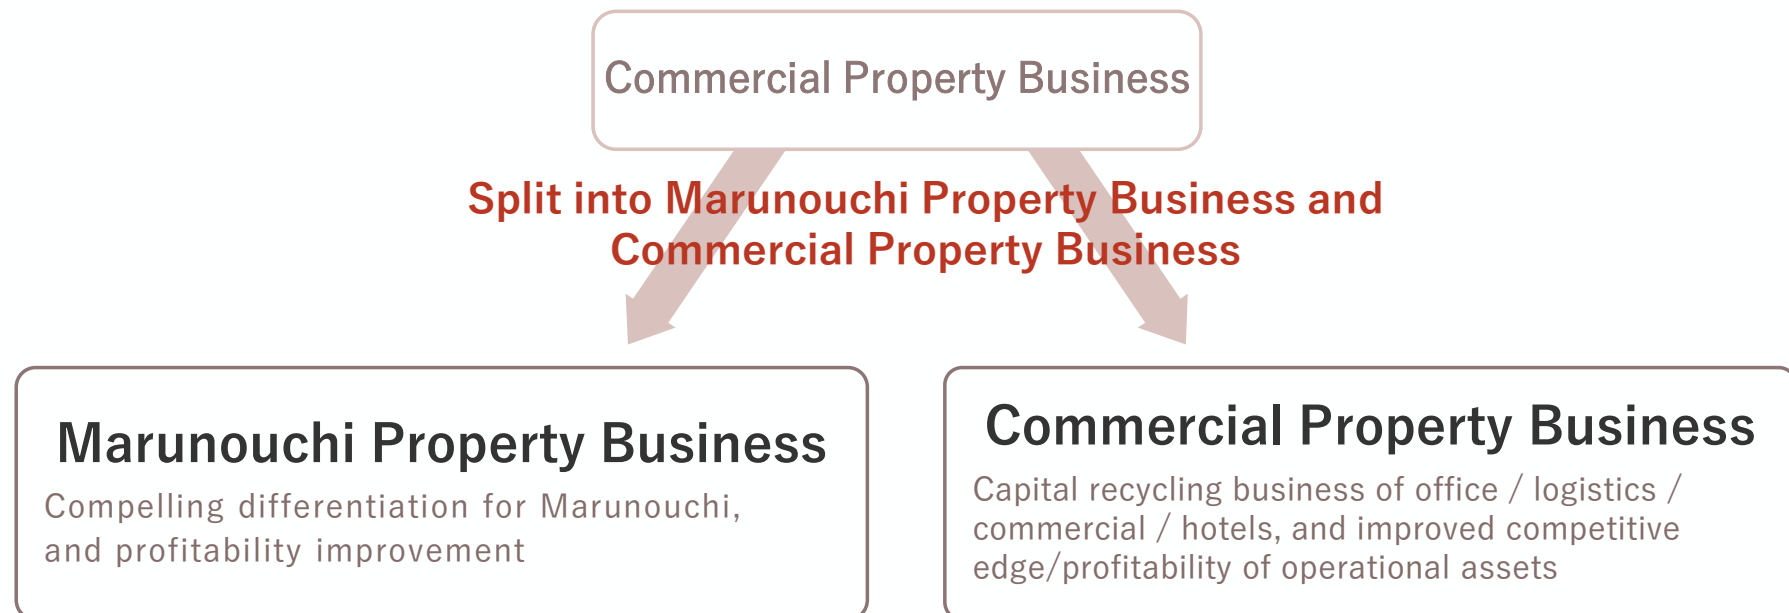 Commercial Property Business
Split into Marunouchi Property Business and
Commercial Property Business
Marunouchi Property Business
Compelling differentiation for Marunouchi,
and profitability improvement
Commercial Property Business
Capital recycling business of office / logistics /
commercial / hotels, and improved competitive
edge/profitability of operational assets